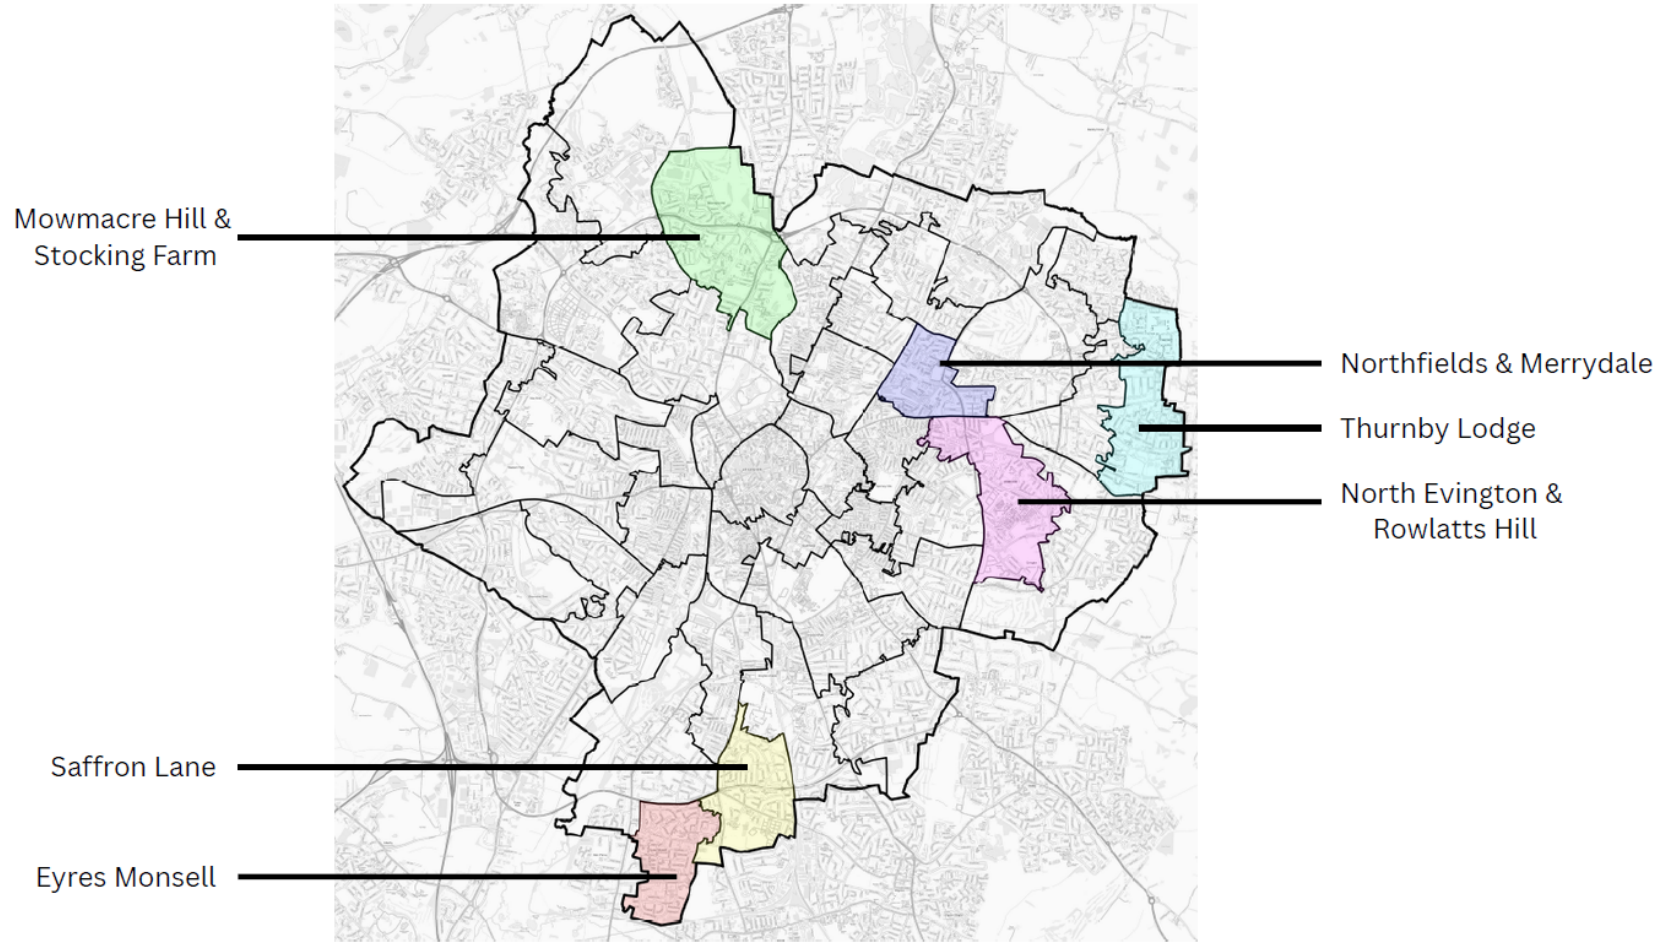 Mowmacre Hill &
Stocking Farm
Northfields & Merrydale
Thurnby Lodge
North Evington &
Rowlatts Hill
Saffron Lane
Eyres Monsell